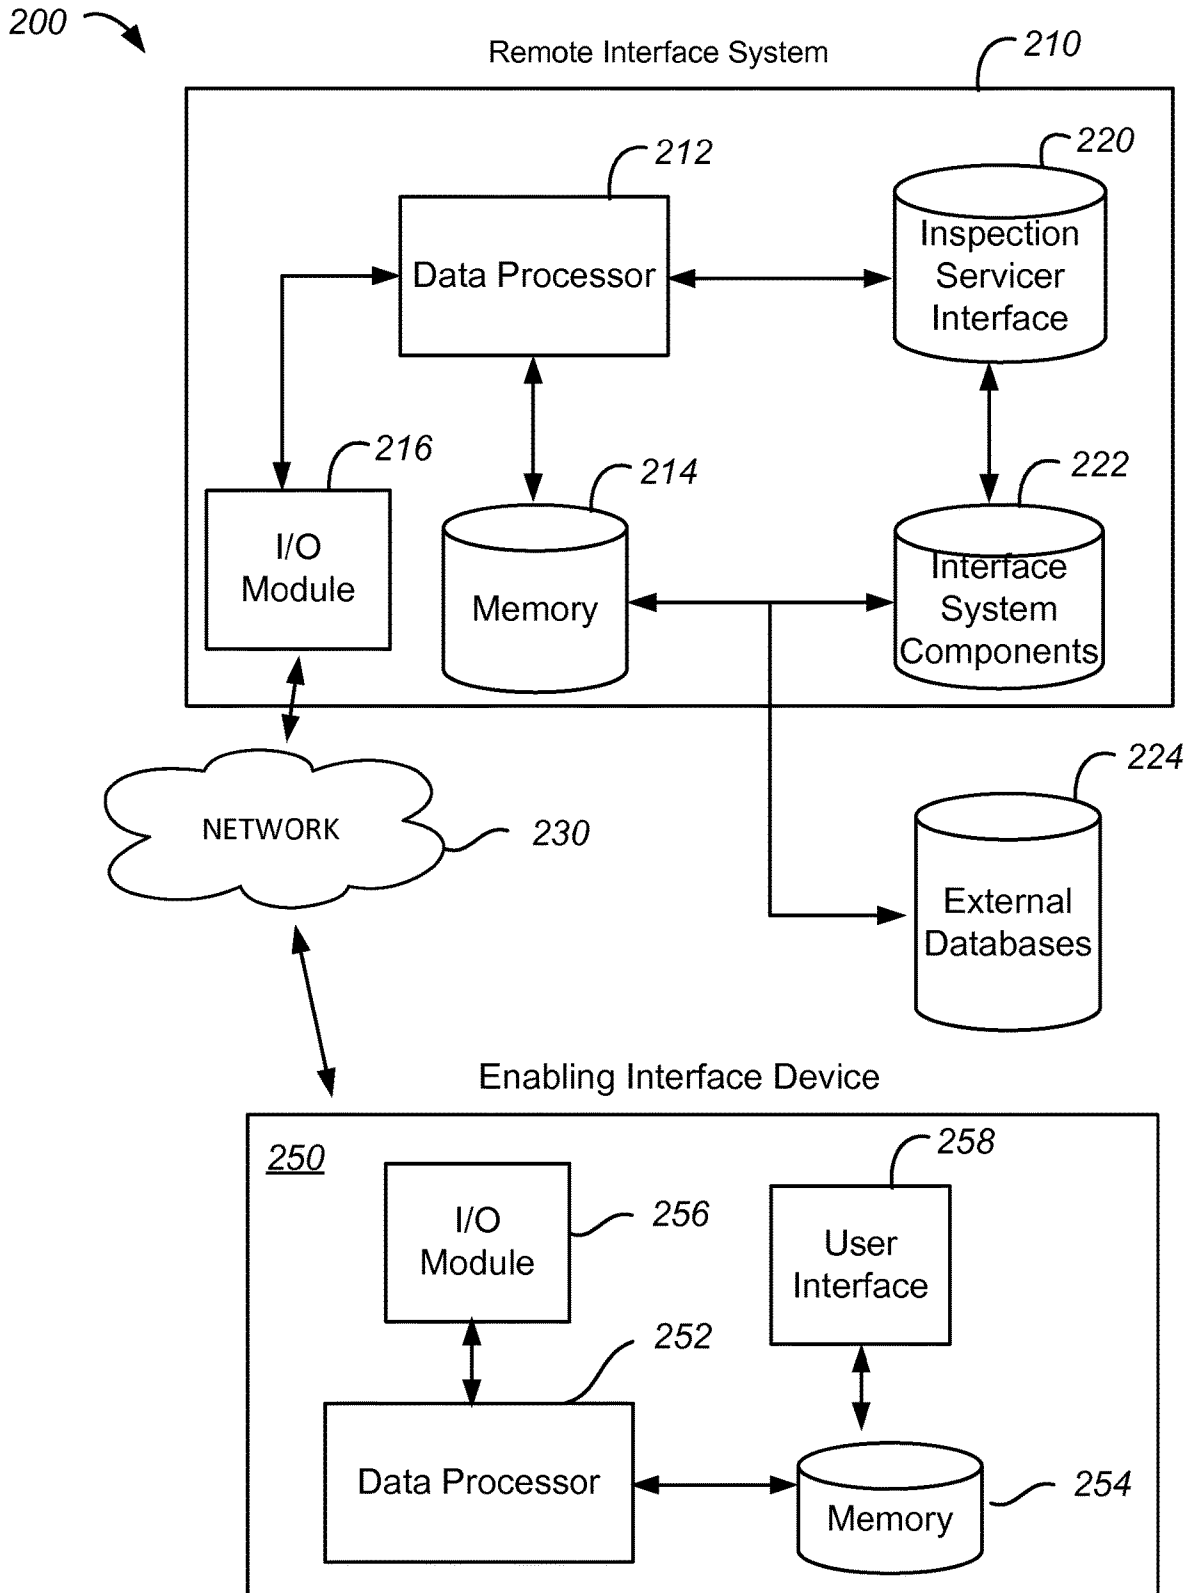 200
Remote Interface System
210
212
220
Data Processor
Inspection
Servicer
Interface
216
214
222
I/O
Module
Memory
Interface
System
Components
224
NETWORK
230
External
Databases
Enabling Interface Device
250
258
I/O
Module
256
User
Interface
252
Data Processor
Memory
254